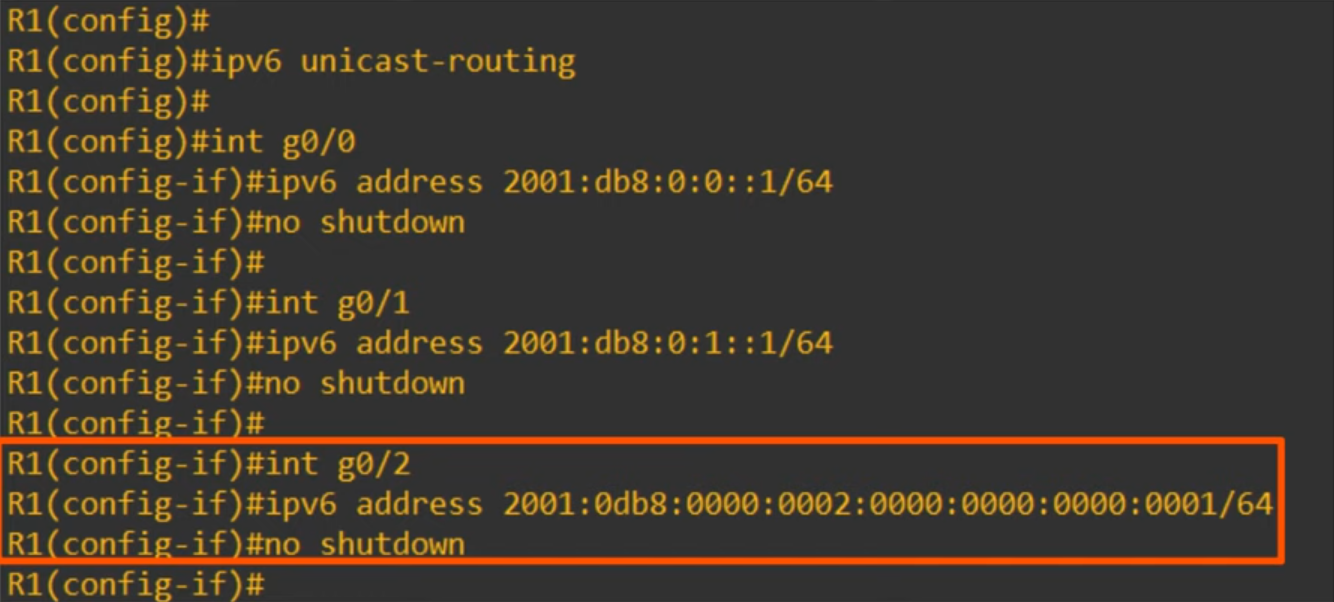 R1(config)#
R1(config)#ipv6 unicast-routing
R1(config)#
R1(config)#int g0/0
R1(config-if)#ipv6 address 2001:db8:0:0::1/64
R1(config-if)#no shutdown
R1(config-if)#
R1(config-if)#int g0/1
R1(config-if)#ipv6 address 2001:db8:0:1::1/64
R1(config-if)#no shutdown
R1(config-if)#
R1(config-if)#int g0/2
R1(config-if)#ipv6 address 2001:0db8:0000:0002:0000:0000:0000:0001/64
R1(config-if)#no shutdown
R1(config-if)#